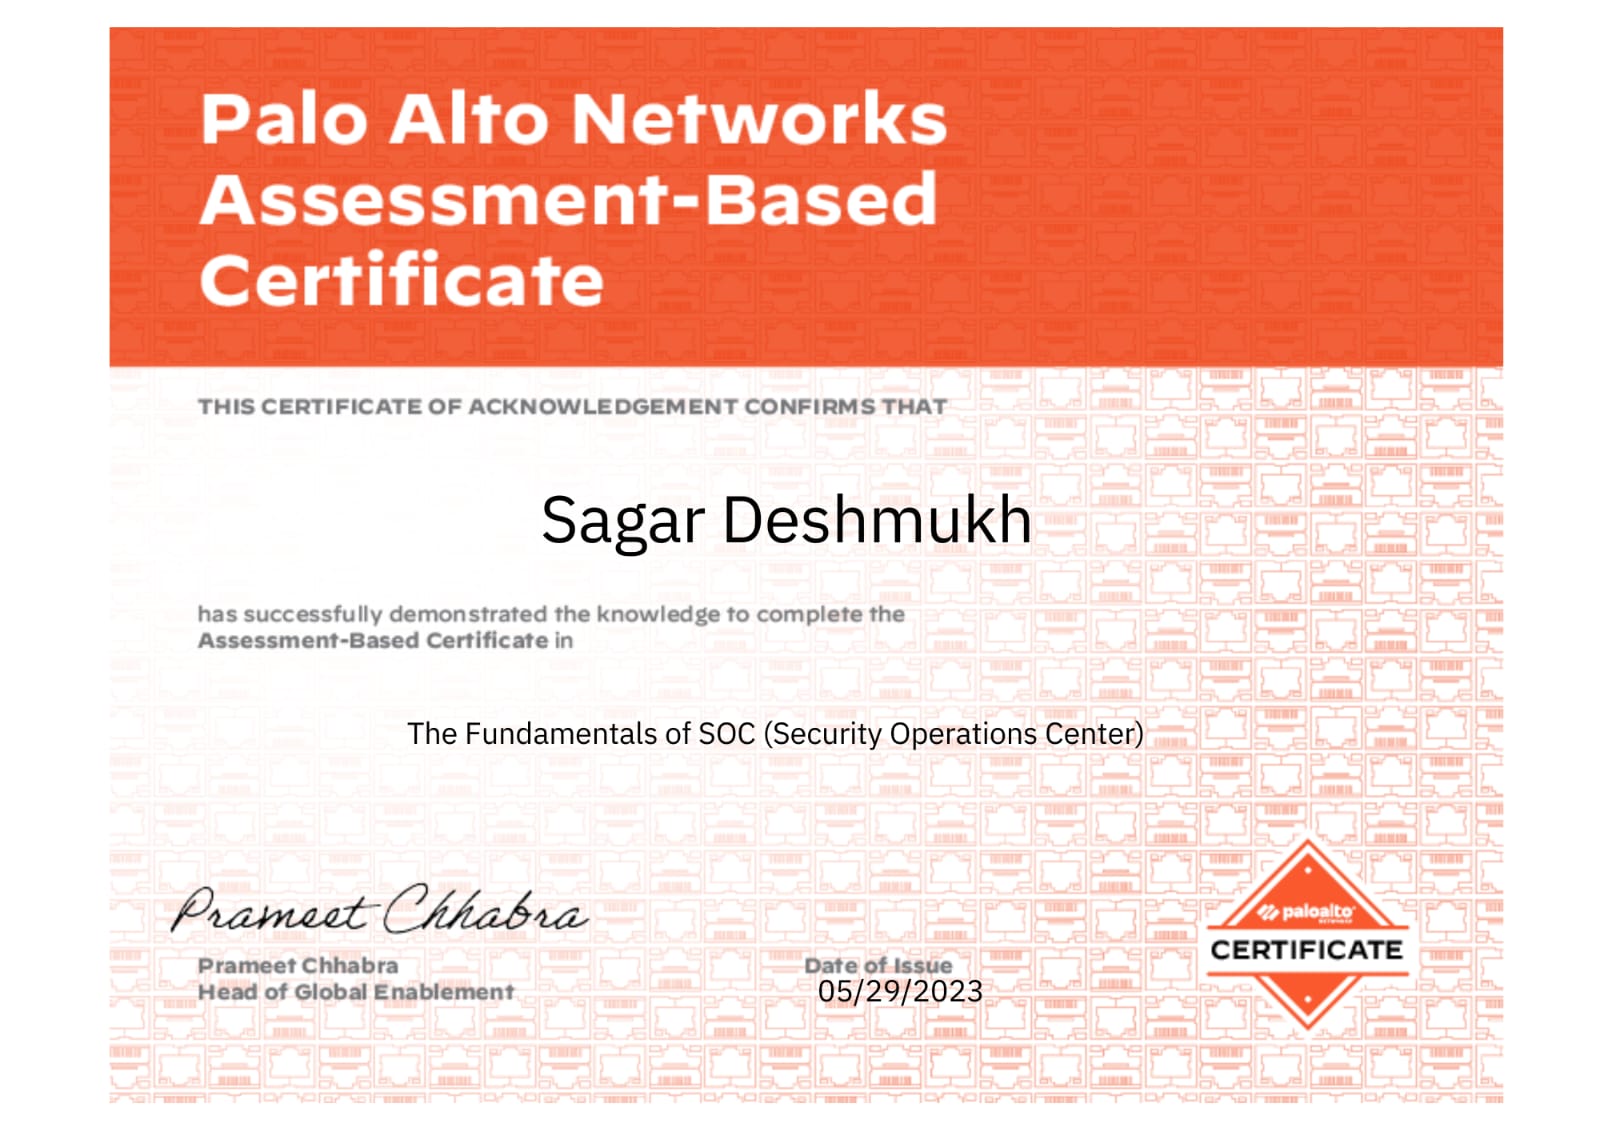 Palo Alto Networks
Assessment-Based
Certificate
THIS CERTIFICATE OF ACKNOWLEDGEMENT CONFIRMS THAT
Sagar Deshmukh
has successfully demonstrated the knowledge to complete the
Assessment-Based Certificate in
The Fundamentals of SOC (Security Operations Center)
Prameet Chhabra
Prameet Chhabra
Head of Global Enablement
Date of Issue
05/29/2023
paloalto
NETWORKS
CERTIFICATE